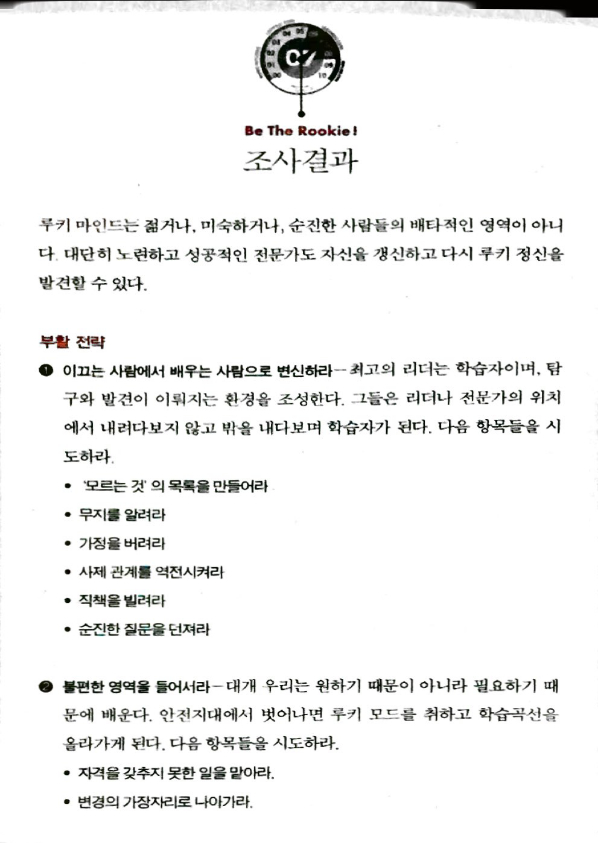 07
Be The Rookie!
조사결과
루키 마인드는 젊거나, 미숙하거나, 순진한 사람들의 배타적인 영역이 아니
다. 대단히 노련하고 성공적인 전문가도 자신을 갱신하고 다시 루키 정신을
발견할 수 있다.
부활 전략
❶ 이끄는 사람에서 배우는 사람으로 변신하라─최고의 리더는 학습자이며, 탐
구와 발견이 이뤄지는 환경을 조성한다. 그들은 리더나 전문가의 위치
에서 내려다보지 않고 밖을 내다보며 학습자가 된다. 다음 항목들을 시
도하라.
• '모르는 것'의 목록을 만들어라
• 무지를 알려라
• 가정을 버려라
• 사제 관계를 역전시켜라
• 직책을 빌려라
• 순진한 질문을 던져라
❷ 불편한 영역을 들어서라─대개 우리는 원하기 때문이 아니라 필요하기 때
문에 배운다. 안전지대에서 벗어나면 루키 모드를 취하고 학습곡선을
올라가게 된다. 다음 항목들을 시도하라.
• 자격을 갖추지 못한 일을 맡아라.
• 변경의 가장자리로 나아가라.